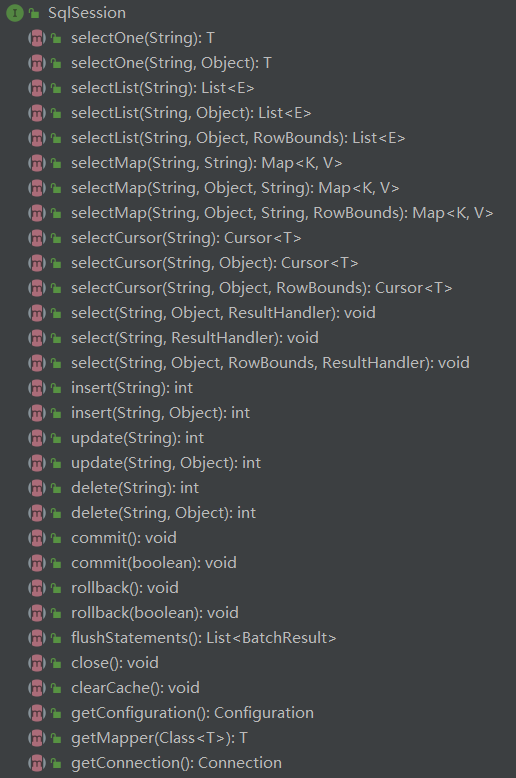 I SqlSession
m selectOne(String): T
m selectOne(String, Object): T
m selectList(String): List<E>
m selectList(String, Object): List<E>
m selectList(String, Object, RowBounds): List<E>
m selectMap(String, String): Map<K, V>
m selectMap(String, Object, String): Map<K, V>
m selectMap(String, Object, String, RowBounds): Map<K, V>
m selectCursor(String): Cursor<T>
m selectCursor(String, Object): Cursor<T>
m selectCursor(String, Object, RowBounds): Cursor<T>
m select(String, Object, ResultHandler): void
m select(String, ResultHandler): void
m select(String, Object, RowBounds, ResultHandler): void
m insert(String): int
m insert(String, Object): int
m update(String): int
m update(String, Object): int
m delete(String): int
m delete(String, Object): int
m commit(): void
m commit(boolean): void
m rollback(): void
m rollback(boolean): void
m flushStatements(): List<BatchResult>
m close(): void
m clearCache(): void
m getConfiguration(): Configuration
m getMapper(Class<T>): T
m getConnection(): Connection